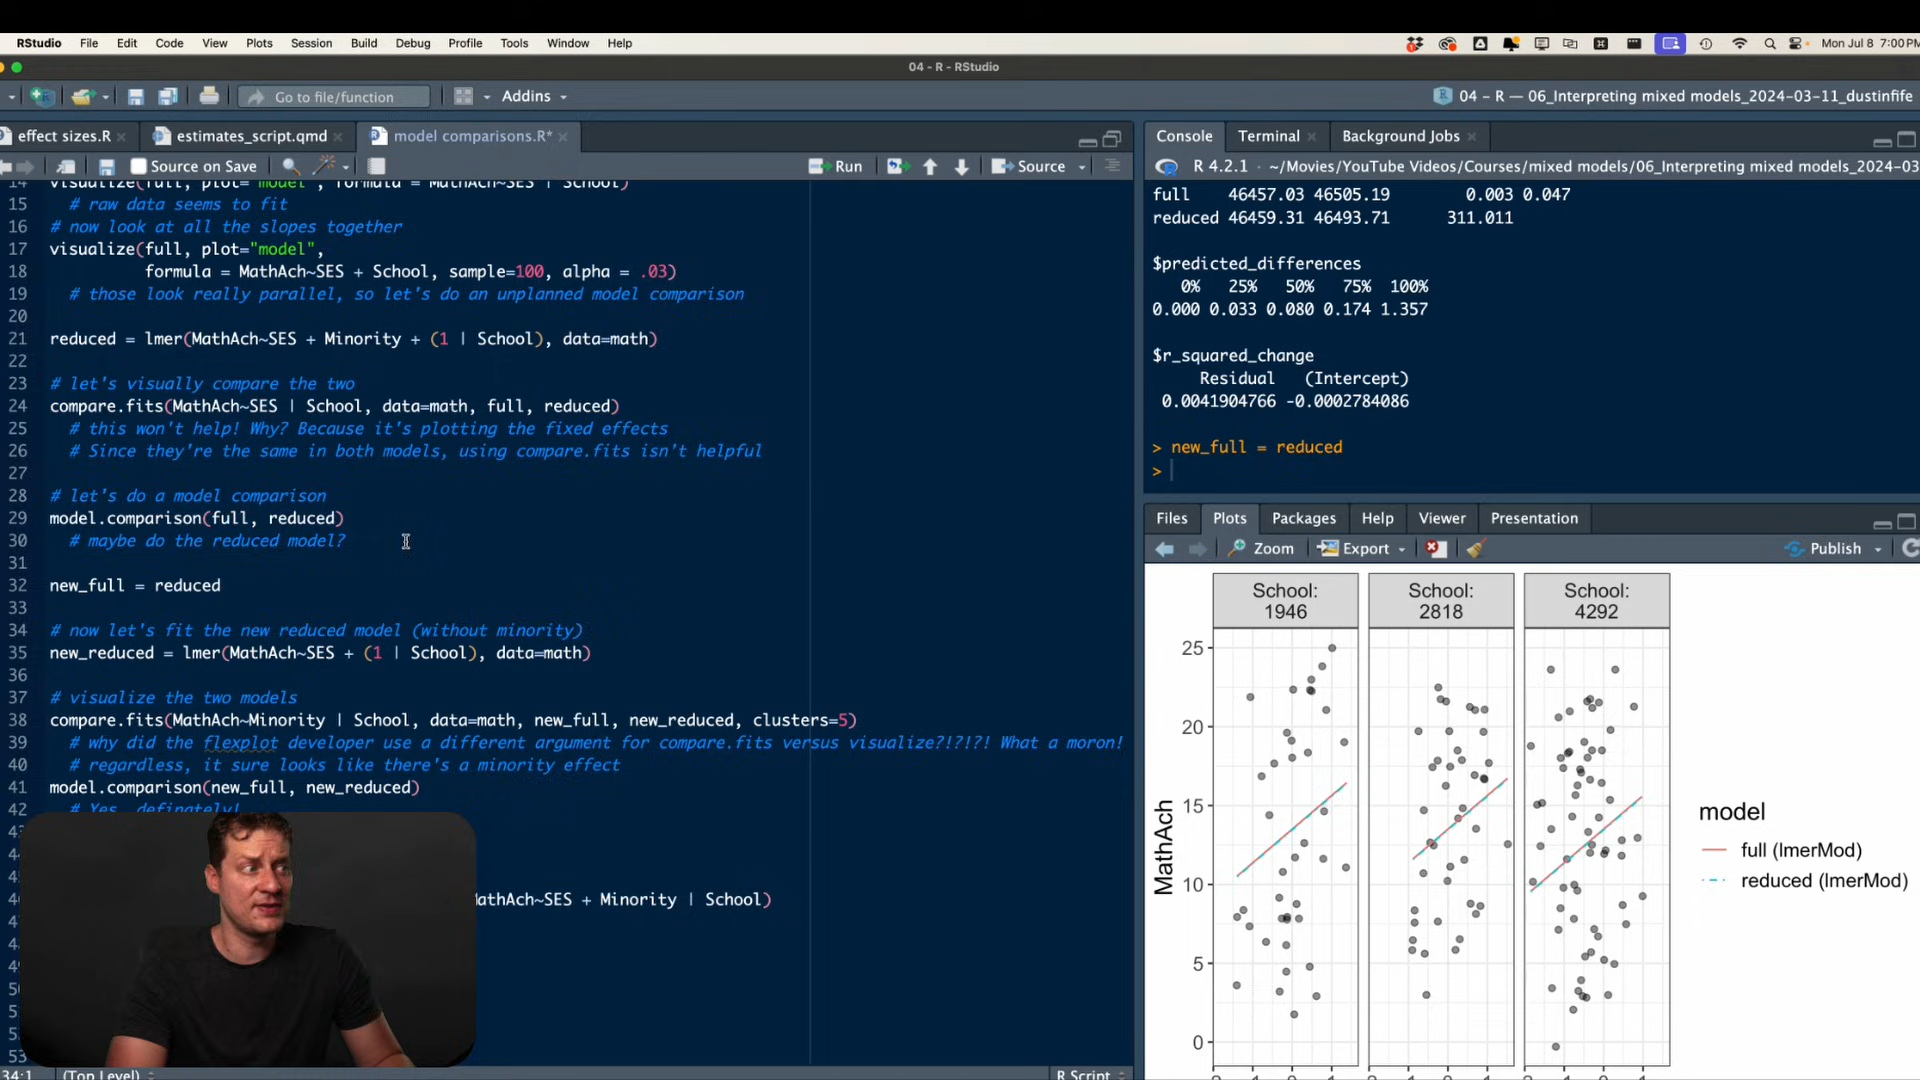 RStudio File Edit Code View Plots Session Build Debug Profile Tools Window Help Mon Jul 8 7:00PM
04 - R - RStudio
Go to file/function Addins 04 - R — 06_Interpreting mixed models_2024-03-11_dustinfife
effect sizes.R estimates_script.qmd model comparisons.R*
Source on Save Run Source
14 visualize(full, plot="model", formula = MathAch~SES | School)
15 # raw data seems to fit
16 # now look at all the slopes together
17 visualize(full, plot="model",
18 formula = MathAch~SES + School, sample=100, alpha = .03)
19 # those look really parallel, so let's do an unplanned model comparison
20
21 reduced = lmer(MathAch~SES + Minority + (1 | School), data=math)
22
23 # let's visually compare the two
24 compare.fits(MathAch~SES | School, data=math, full, reduced)
25 # this won't help! Why? Because it's plotting the fixed effects
26 # Since they're the same in both models, using compare.fits isn't helpful
27
28 # let's do a model comparison
29 model.comparison(full, reduced)
30 # maybe do the reduced model?
31
32 new_full = reduced
33
34 # now let's fit the new reduced model (without minority)
35 new_reduced = lmer(MathAch~SES + (1 | School), data=math)
36
37 # visualize the two models
38 compare.fits(MathAch~Minority | School, data=math, new_full, new_reduced, clusters=5)
39 # why did the flexplot developer use a different argument for compare.fits versus visualize?!?!?! What a moron!
40 # regardless, it sure looks like there's a minority effect
41 model.comparison(new_full, new_reduced)
42 # Yes, definately!
MathAch~SES + Minority | School)
34:1 (Top Level) R Script
Console Terminal Background Jobs
R 4.2.1 · ~/Movies/YouTube Videos/Courses/mixed models/06_Interpreting mixed models_2024-03
full 46457.03 46505.19 0.003 0.047
reduced 46459.31 46493.71 311.011
$predicted_differences
0% 25% 50% 75% 100%
0.000 0.033 0.080 0.174 1.357
$r_squared_change
Residual (Intercept)
0.0041904766 -0.0002784086
> new_full = reduced
>
Files Plots Packages Help Viewer Presentation
Zoom Export Publish
School: 1946
School: 2818
School: 4292
MathAch
25
20
15
10
5
0
model
full (lmerMod)
reduced (lmerMod)